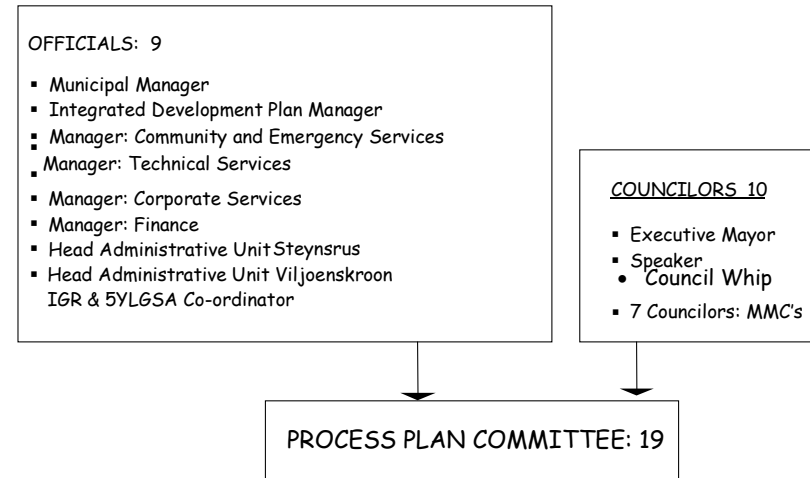 OFFICIALS: 9
▪ Municipal Manager
▪ Integrated Development Plan Manager
▪ Manager: Community and Emergency Services
▪ Manager: Technical Services
▪
▪ Manager: Corporate Services
▪ Manager: Finance
▪ Head Administrative Unit Steynsrus
▪ Head Administrative Unit Viljoenskroon
IGR & 5YLGSA Co-ordinator
COUNCILORS 10
▪ Executive Mayor
▪ Speaker
• Council Whip
▪ 7 Councilors: MMC's
PROCESS PLAN COMMITTEE: 19